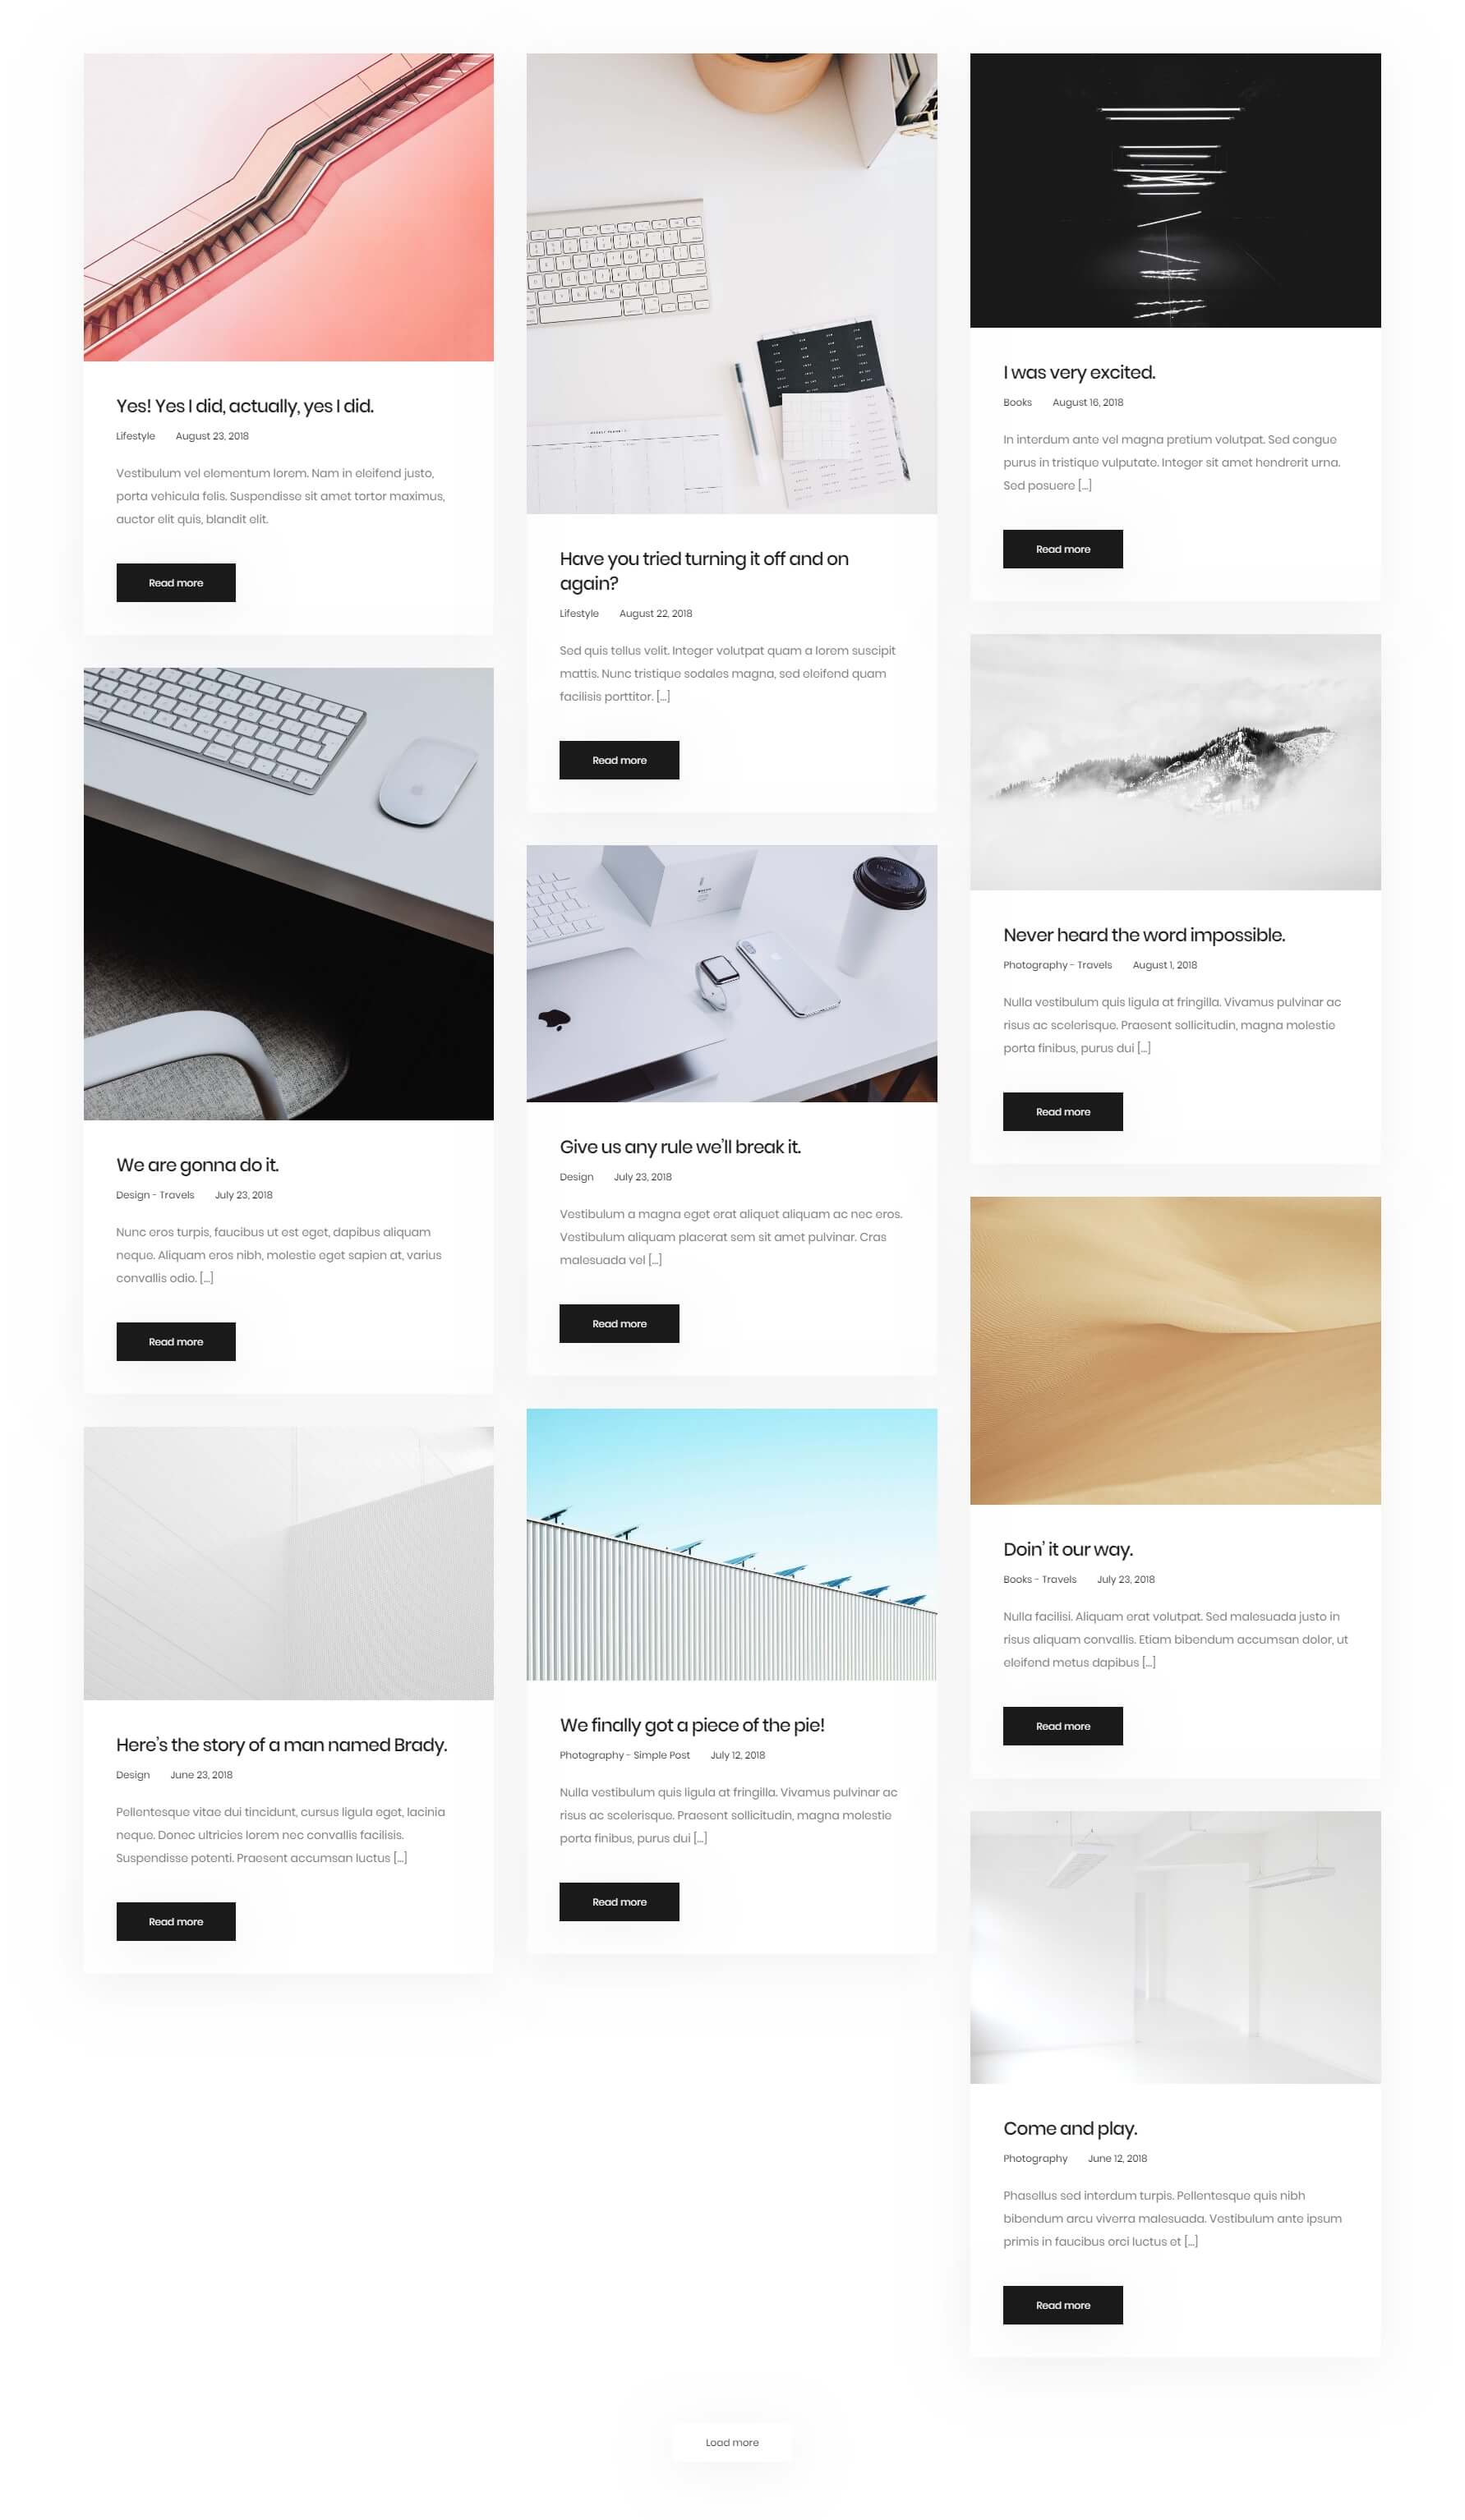 Yes! Yes I did, actually, yes I did.
Lifestyle August 23, 2018
Vestibulum vel elementum lorem. Nam in eleifend justo,
porta vehicula felis. Suspendisse sit amet tortor maximus,
auctor elit quis, blandit elit.
Read more
We are gonna do it.
Design - Travels July 23, 2018
Nunc eros turpis, faucibus ut est eget, dapibus aliquam
neque. Aliquam eros nibh, molestie eget sapien at, varius
convallis odio. [...]
Read more
Here's the story of a man named Brady.
Design June 23, 2018
Pellentesque vitae dui tincidunt, cursus ligula eget, lacinia
neque. Donec ultricies lorem nec convallis facilisis.
Suspendisse potenti. Praesent accumsan luctus [...]
Read more
Have you tried turning it off and on
again?
Lifestyle August 22, 2018
Sed quis tellus velit. Integer volutpat quam a lorem suscipit
mattis. Nunc tristique sodales magna, sed eleifend quam
facilisis porttitor. [...]
Read more
Give us any rule we'll break it.
Design July 23, 2018
Vestibulum a magna eget erat aliquet aliquam ac nec eros.
Vestibulum aliquam placerat sem sit amet pulvinar. Cras
malesuada vel [...]
Read more
We finally got a piece of the pie!
Photography - Simple Post July 12, 2018
Nulla vestibulum quis ligula at fringilla. Vivamus pulvinar ac
risus ac scelerisque. Praesent sollicitudin, magna molestie
porta finibus, purus dui [...]
Read more
I was very excited.
Books August 16, 2018
In interdum ante vel magna pretium volutpat. Sed congue
purus in tristique vulputate. Integer sit amet hendrerit urna.
Sed posuere [...]
Read more
Never heard the word impossible.
Photography - Travels August 1, 2018
Nulla vestibulum quis ligula at fringilla. Vivamus pulvinar ac
risus ac scelerisque. Praesent sollicitudin, magna molestie
porta finibus, purus dui [...]
Read more
Doin' it our way.
Books - Travels July 23, 2018
Nulla facilisi. Aliquam erat volutpat. Sed malesuada justo in
risus aliquam convallis. Etiam bibendum accumsan dolor, ut
eleifend metus dapibus [...]
Read more
Come and play.
Photography June 12, 2018
Phasellus sed interdum turpis. Pellentesque quis nibh
bibendum arcu viverra malesuada. Vestibulum ante ipsum
primis in faucibus orci luctus et [...]
Read more
Load more